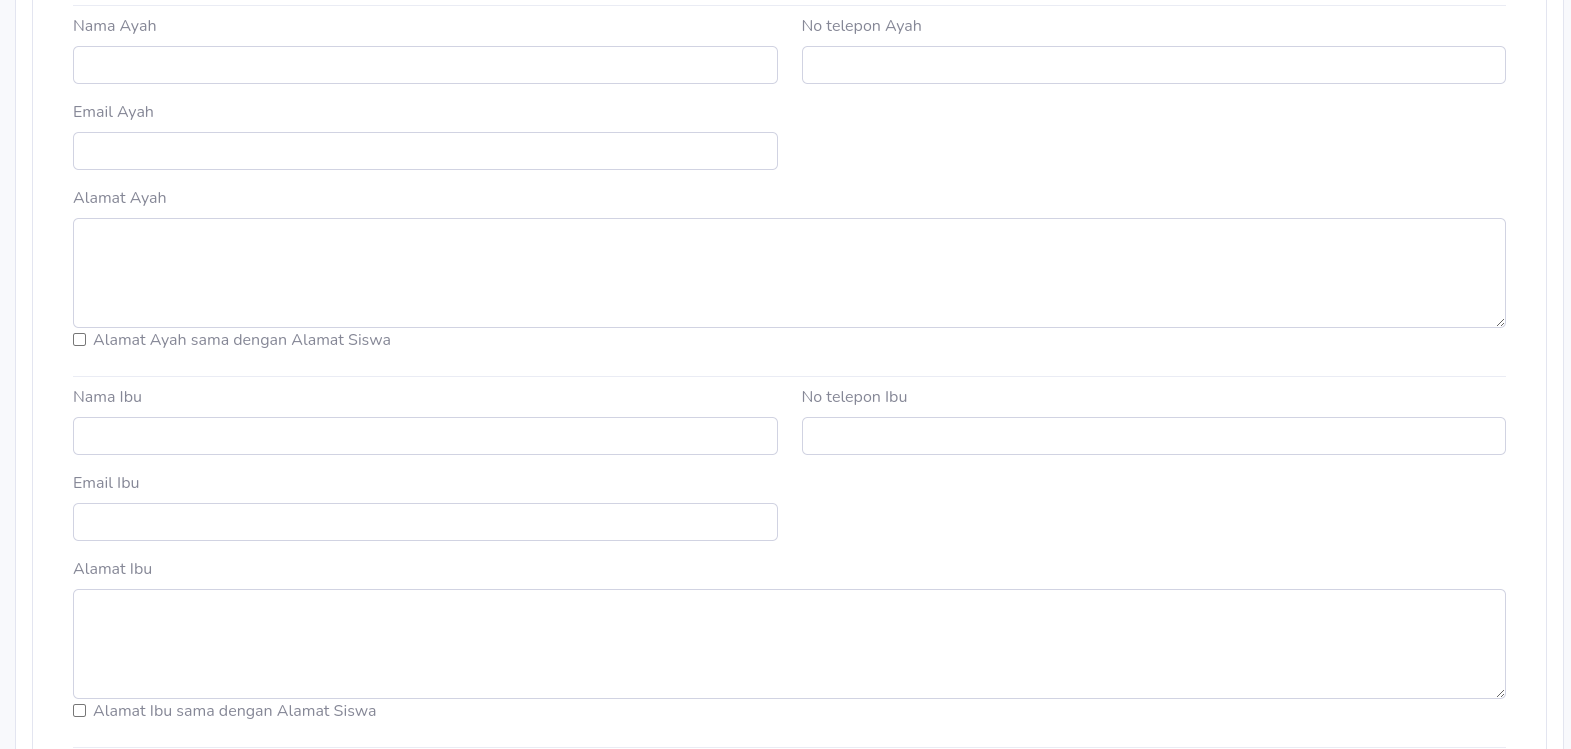 Nama Ayah
No telepon Ayah
Email Ayah
Alamat Ayah
Alamat Ayah sama dengan Alamat Siswa
Nama Ibu
No telepon Ibu
Email Ibu
Alamat Ibu
Alamat Ibu sama dengan Alamat Siswa